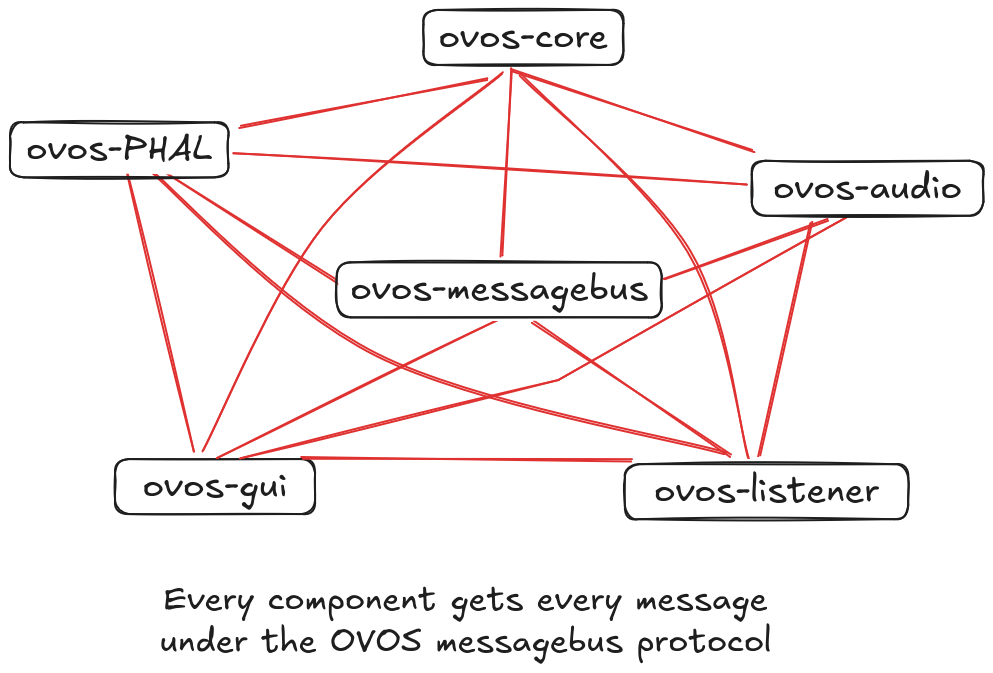 ovos-core
ovos-PHAL
ovos-audio
ovos-messagebus
ovos-gui
ovos-listener
Every component gets every message
under the OVOS messagebus protocol